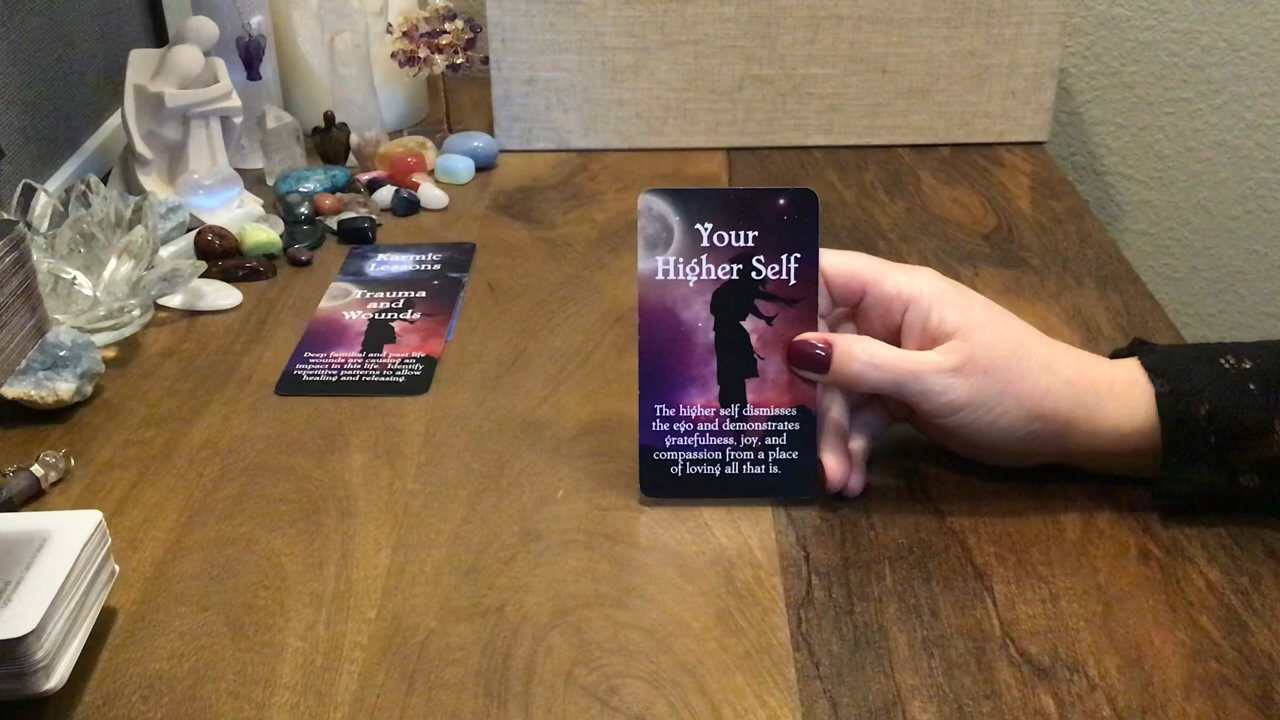 Karmic
Lessons
Trauma
and
Wounds
Deep familial and past life
wounds are causing an
impact in this life. Identify
repetitive patterns to allow
healing and releasing.
Your
Higher Self
The higher self dismisses
the ego and demonstrates
gratefulness, joy, and
compassion from a place
of loving all that is.